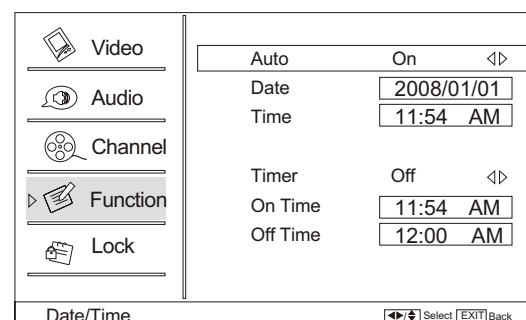 Video
Audio
Channel
Function
Lock
Auto On
Date 2008/01/01
Time 11:54 AM
Timer Off
On Time 11:54 AM
Off Time 12:00 AM
Date/Time
Select EXIT Back